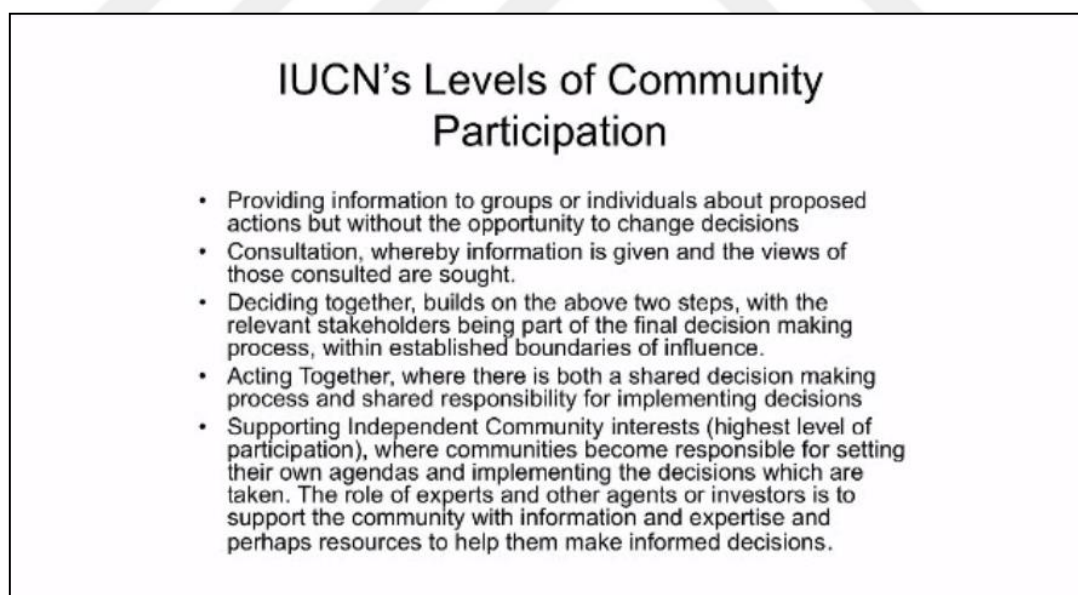 IUCN's Levels of Community
Participation
• Providing information to groups or individuals about proposed
actions but without the opportunity to change decisions
• Consultation, whereby information is given and the views of
those consulted are sought.
• Deciding together, builds on the above two steps, with the
relevant stakeholders being part of the final decision making
process, within established boundaries of influence.
• Acting Together, where there is both a shared decision making
process and shared responsibility for implementing decisions
• Supporting Independent Community interests (highest level of
participation), where communities become responsible for setting
their own agendas and implementing the decisions which are
taken. The role of experts and other agents or investors is to
support the community with information and expertise and
perhaps resources to help them make informed decisions.